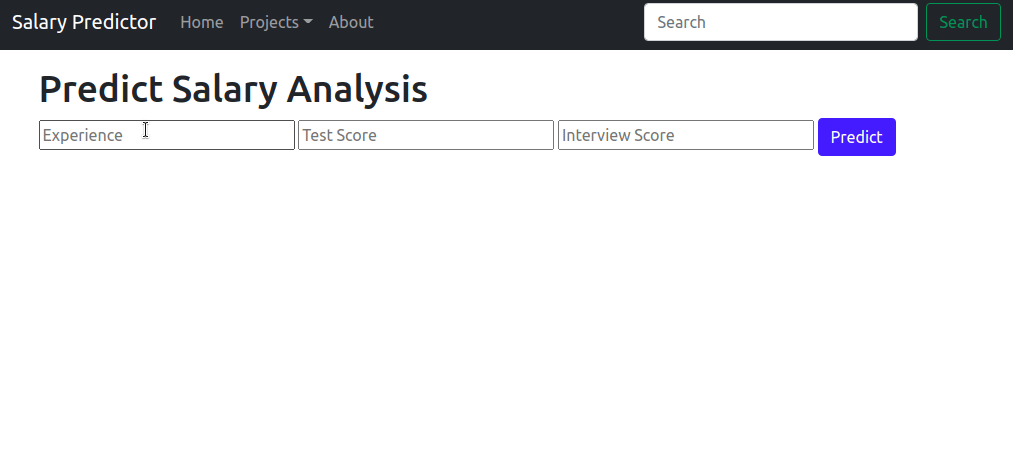 Salary Predictor Home Projects About Search Search
Predict Salary Analysis
Experience Test Score Interview Score Predict